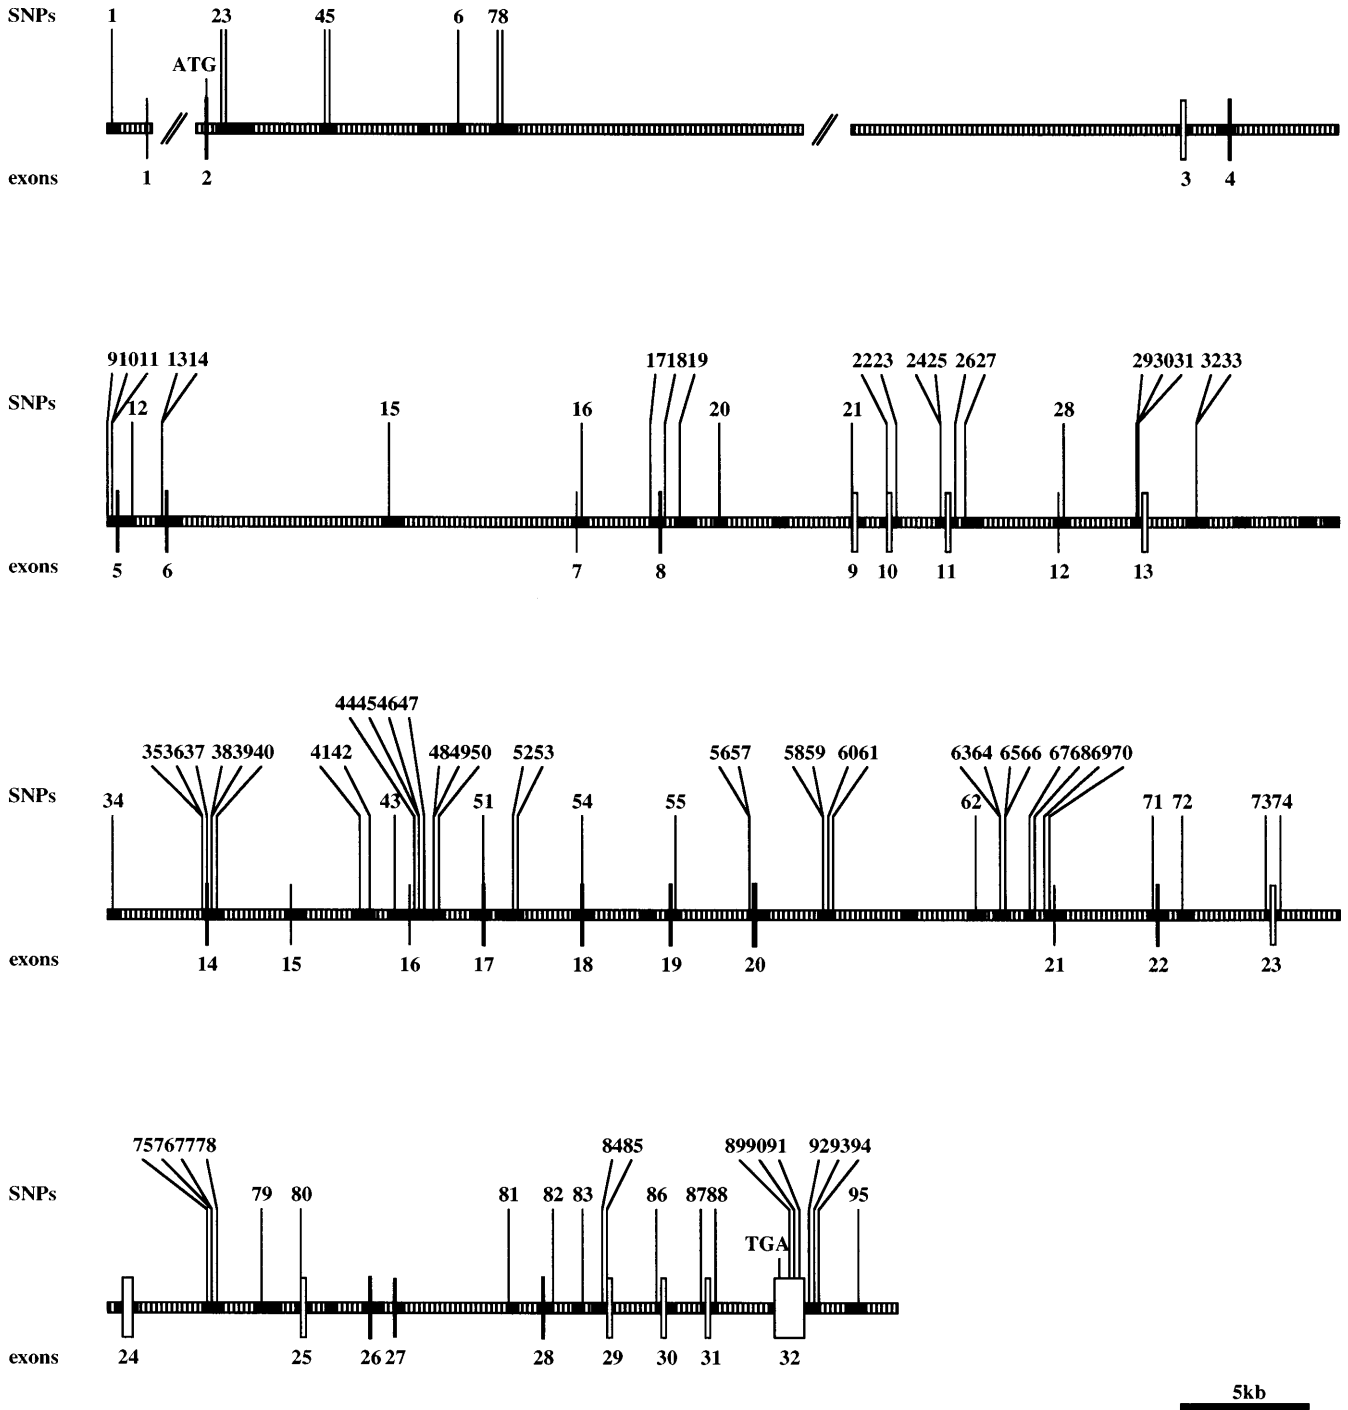 SNPs 1 23 45 6 78
ATG
exons 1 2 3 4
91011 1314 171819 2223 2425 2627 293031 3233
SNPs 12 15 16 20 21 28
exons 5 6 7 8 9 10 11 12 13
44454647
353637 383940 4142 484950 5253 5657 5859 6061 6364 6566 67686970
SNPs 34 43 51 54 55 62 71 72 7374
exons 14 15 16 17 18 19 20 21 22 23
75767778 8485 899091 929394
SNPs 79 80 81 82 83 86 8788 95
TGA
exons 24 25 26 27 28 29 30 31 32
5kb